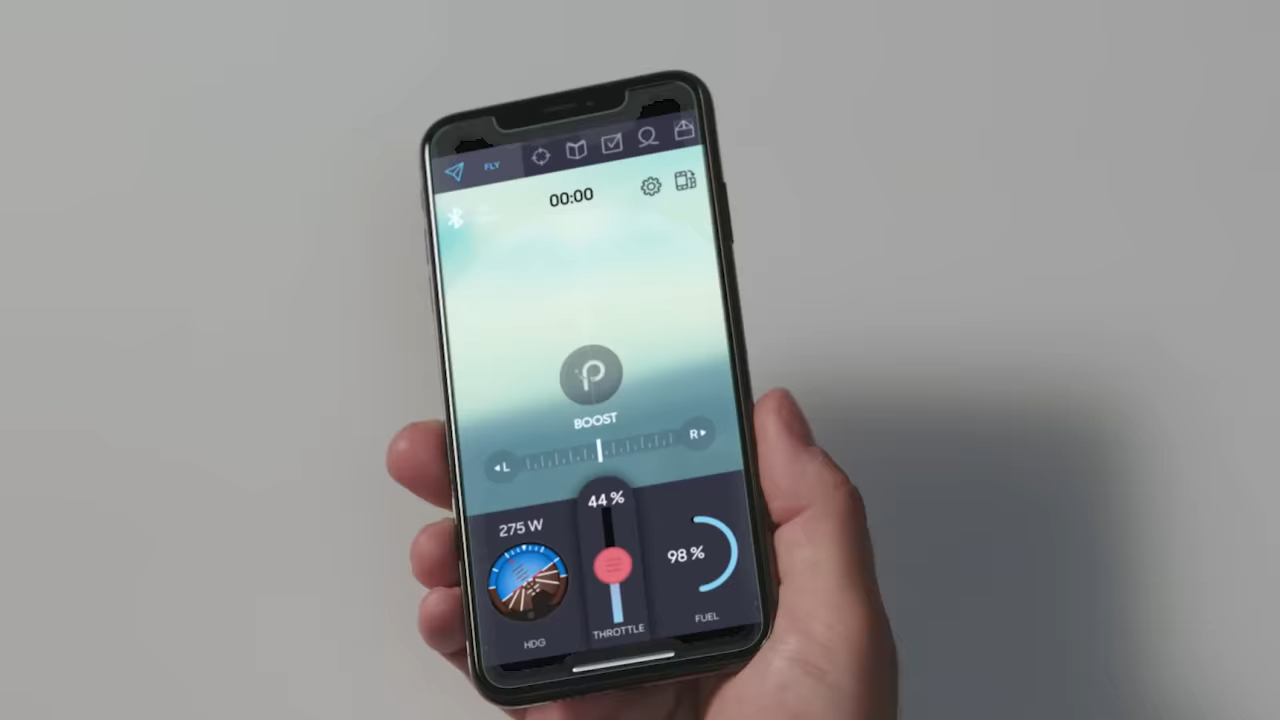 FLY
00:00
BOOST
L
R
44 %
275 W
98 %
HDG
THROTTLE
FUEL